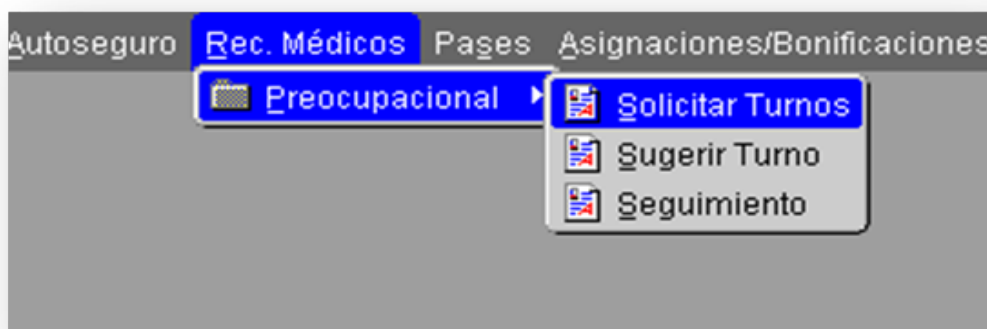 Autoseguro Rec. Médicos Pases Asignaciones/Bonificaciones
Preocupacional
Solicitar Turnos
Sugerir Turno
Seguimiento